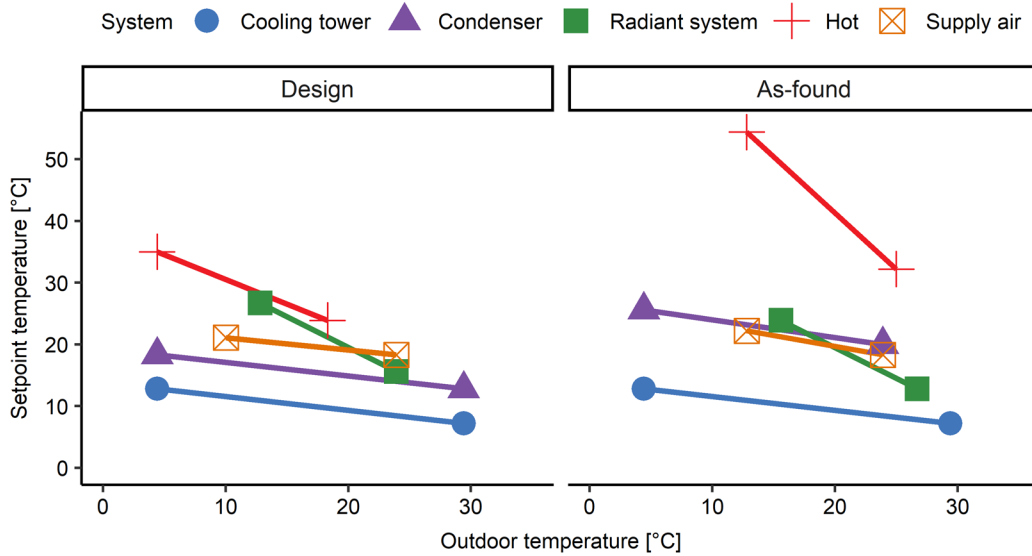 System Cooling tower Condenser Radiant system Hot Supply air
Design As-found
Setpoint temperature [°C]
50
40
30
20
10
0
0 10 20 30 0 10 20 30
Outdoor temperature [°C]